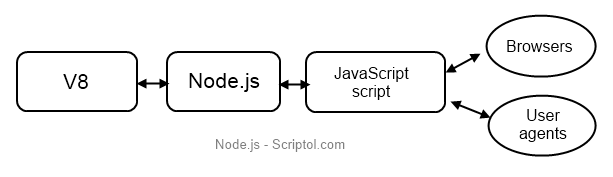 V8
Node.js
JavaScript
script
Browsers
User
agents
Node.js - Scriptol.com